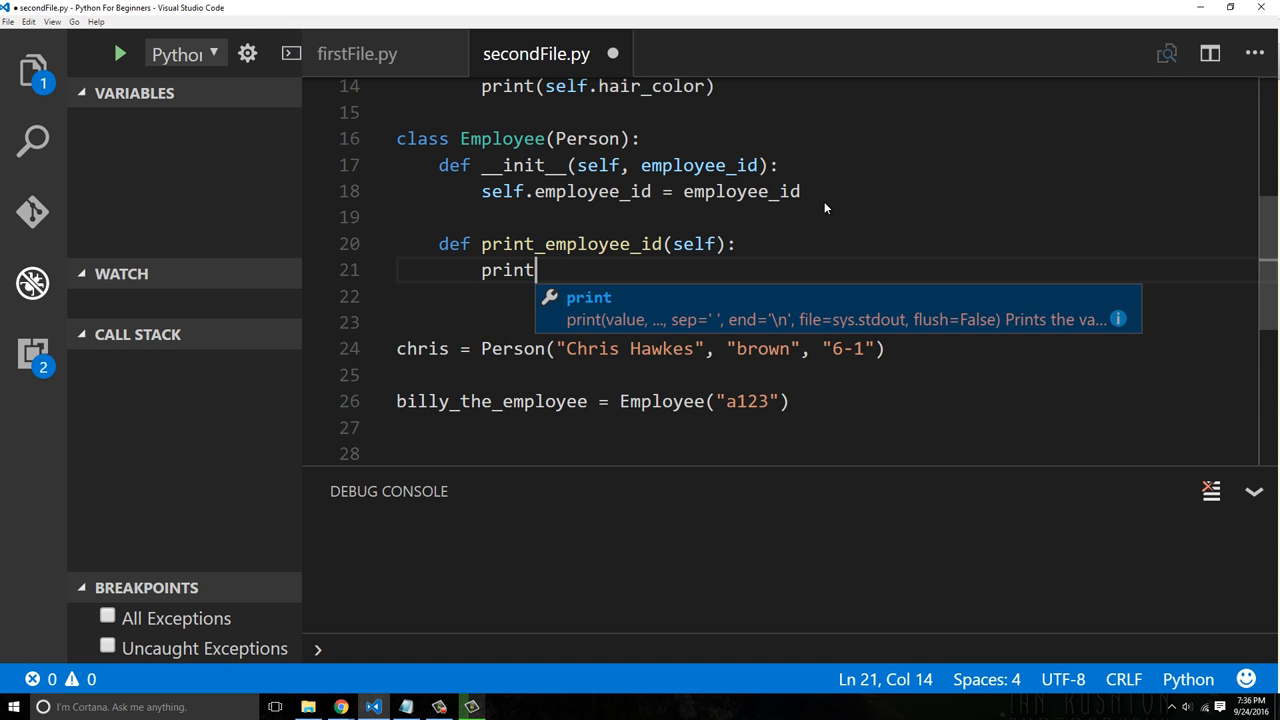 ● secondFile.py - Python For Beginners - Visual Studio Code
File Edit View Go Help
1
Python
firstFile.py
secondFile.py
VARIABLES
WATCH
CALL STACK
2
BREAKPOINTS
All Exceptions
Uncaught Exceptions
14 print(self.hair_color)
15
16 class Employee(Person):
17 def __init__(self, employee_id):
18 self.employee_id = employee_id
19
20 def print_employee_id(self):
21 print
print
print(value, ..., sep=' ', end='\n', file=sys.stdout, flush=False) Prints the va...
22
23
24 chris = Person("Chris Hawkes", "brown", "6-1")
25
26 billy_the_employee = Employee("a123")
27
28
DEBUG CONSOLE
0 0
Ln 21, Col 14 Spaces: 4 UTF-8 CRLF Python
I'm Cortana. Ask me anything.
7:36 PM
9/24/2016